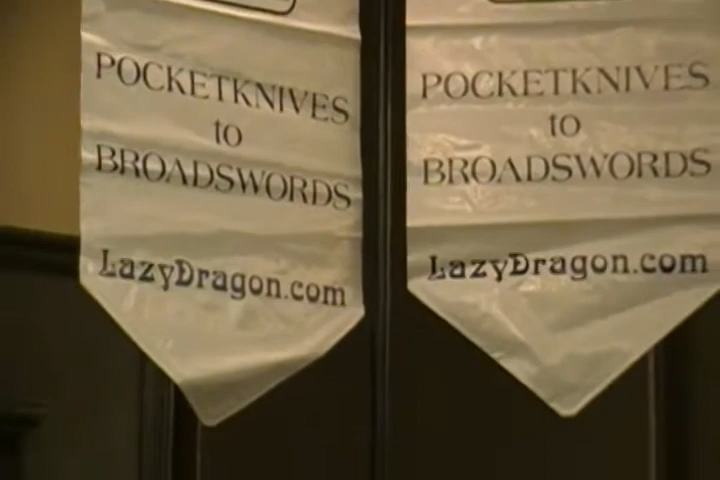 POCKETKNIVES
to
BROADSWORDS
LazyDragon.com
POCKETKNIVES
to
BROADSWORDS
LazyDragon.com